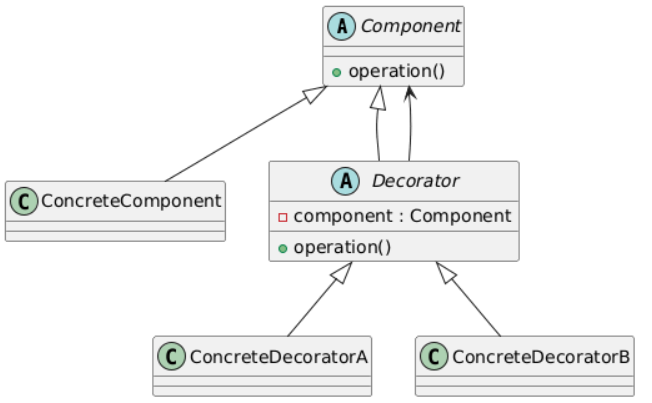 A Component
operation()
C ConcreteComponent
A Decorator
component : Component
operation()
C ConcreteDecoratorA
C ConcreteDecoratorB